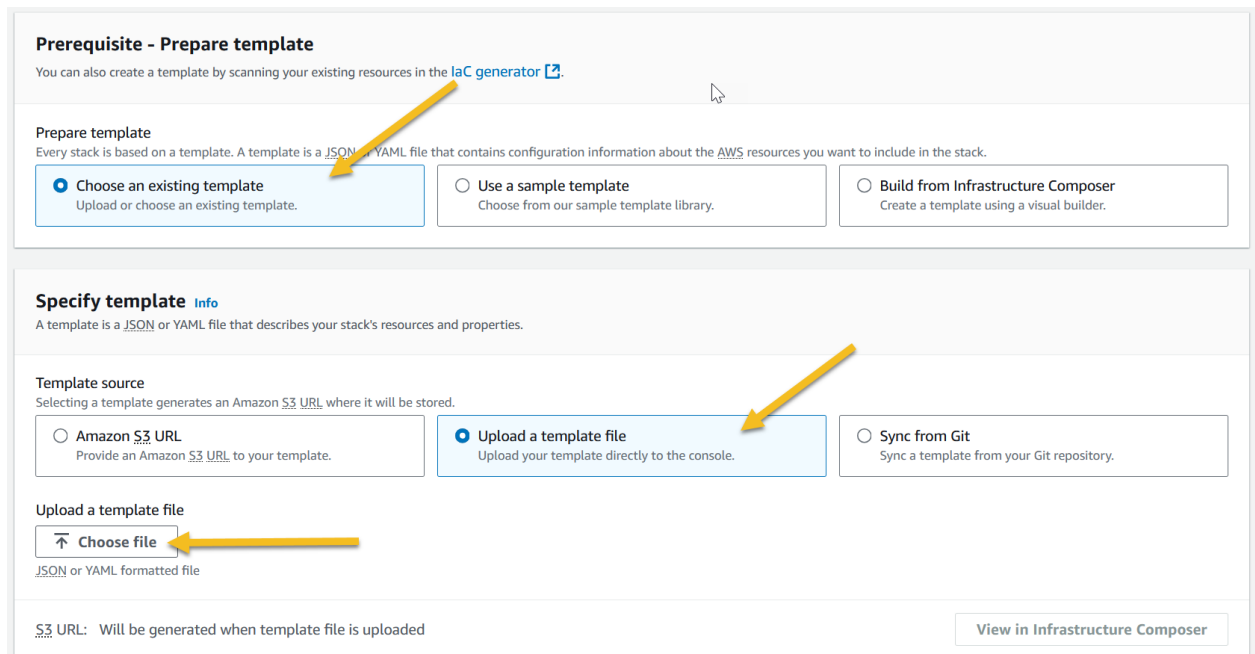 Prerequisite - Prepare template
You can also create a template by scanning your existing resources in the IaC generator.
Prepare template
Every stack is based on a template. A template is a JSON or YAML file that contains configuration information about the AWS resources you want to include in the stack.
Choose an existing template
Upload or choose an existing template.
Use a sample template
Choose from our sample template library.
Build from Infrastructure Composer
Create a template using a visual builder.
Specify template Info
A template is a JSON or YAML file that describes your stack's resources and properties.
Template source
Selecting a template generates an Amazon S3 URL where it will be stored.
Amazon S3 URL
Provide an Amazon S3 URL to your template.
Upload a template file
Upload your template directly to the console.
Sync from Git
Sync a template from your Git repository.
Upload a template file
Choose file
JSON or YAML formatted file
S3 URL: Will be generated when template file is uploaded
View in Infrastructure Composer